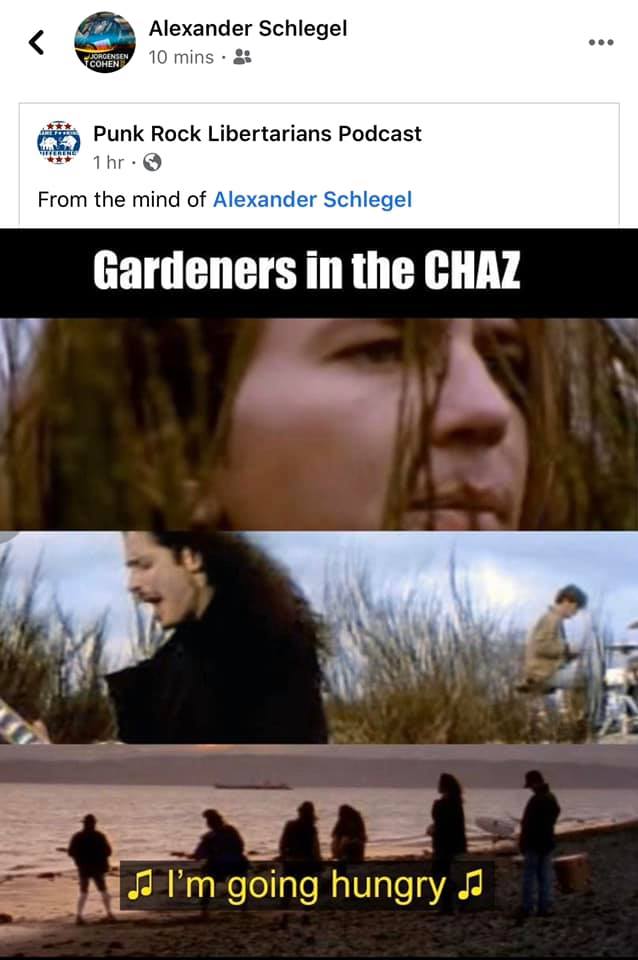 Alexander Schlegel
10 mins ·
JORGENSEN
COHEN
Punk Rock Libertarians Podcast
1 hr ·
From the mind of Alexander Schlegel
Gardeners in the CHAZ
♫ I'm going hungry ♫